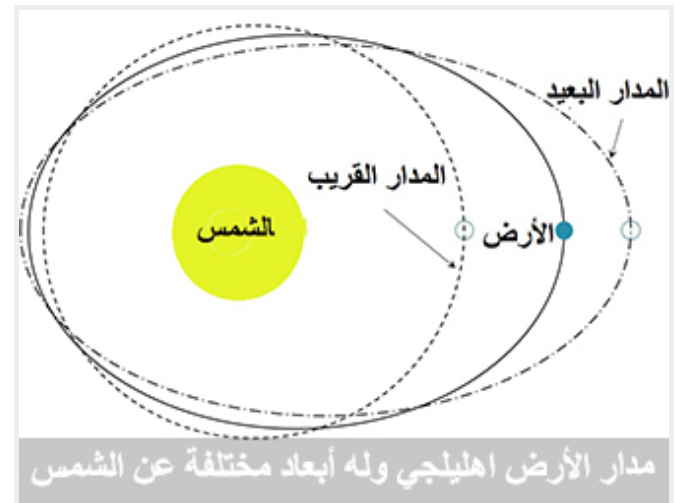 المدار البعيد
المدار القريب
الشمس
الأرض
مدار الأرض اهليلجي وله أبعاد مختلفة عن الشمس